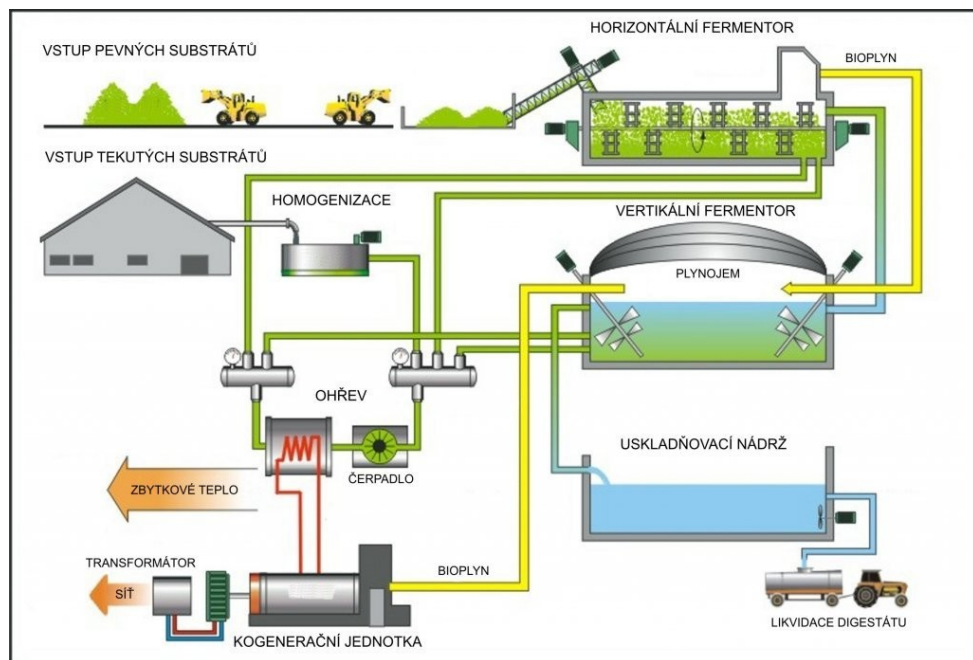 HORIZONTÁLNÍ FERMENTOR
VSTUP PEVNÝCH SUBSTRÁTŮ
BIOPLYN
VSTUP TEKUTÝCH SUBSTRÁTŮ
HOMOGENIZACE
VERTIKÁLNÍ FERMENTOR
PLYNOJEM
OHŘEV
USKLADŇOVACÍ NÁDRŽ
ČERPADLO
ZBYTKOVÉ TEPLO
TRANSFORMÁTOR
BIOPLYN
SÍŤ
LIKVIDACE DIGESTÁTU
KOGENERAČNÍ JEDNOTKA